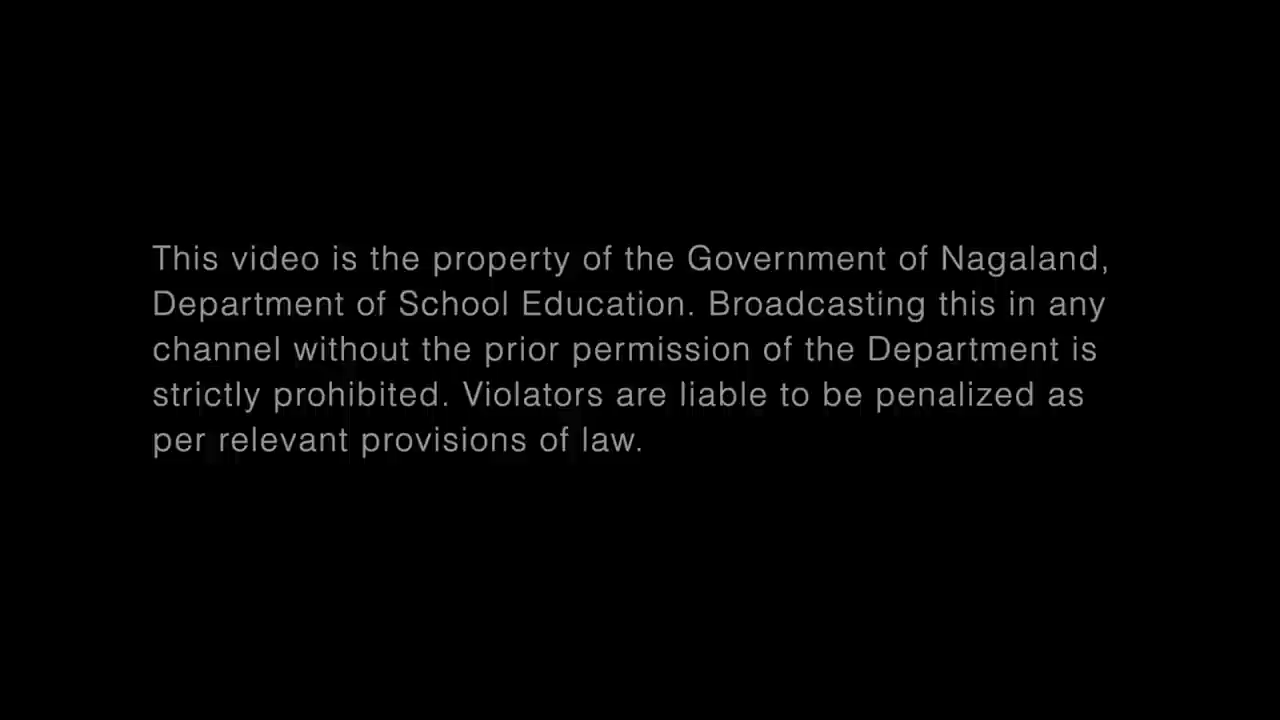 This video is the property of the Government of Nagaland,
Department of School Education. Broadcasting this in any
channel without the prior permission of the Department is
strictly prohibited. Violators are liable to be penalized as
per relevant provisions of law.